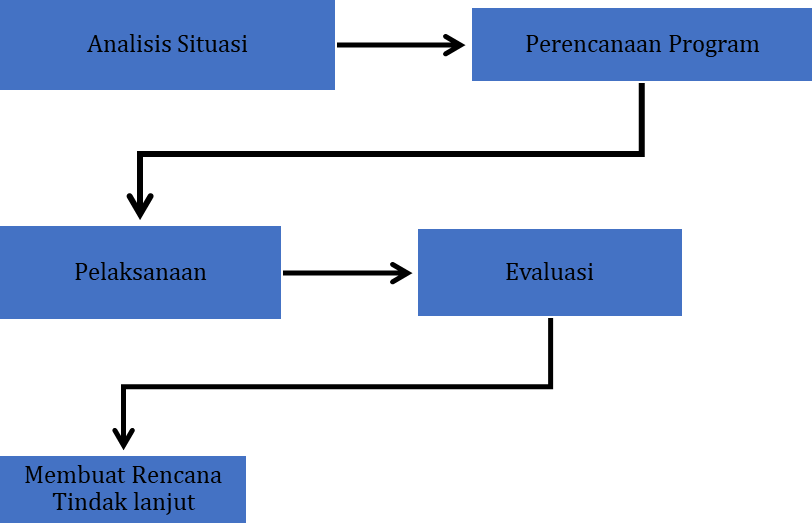 Analisis Situasi
Perencanaan Program
Pelaksanaan
Evaluasi
Membuat Rencana
Tindak lanjut